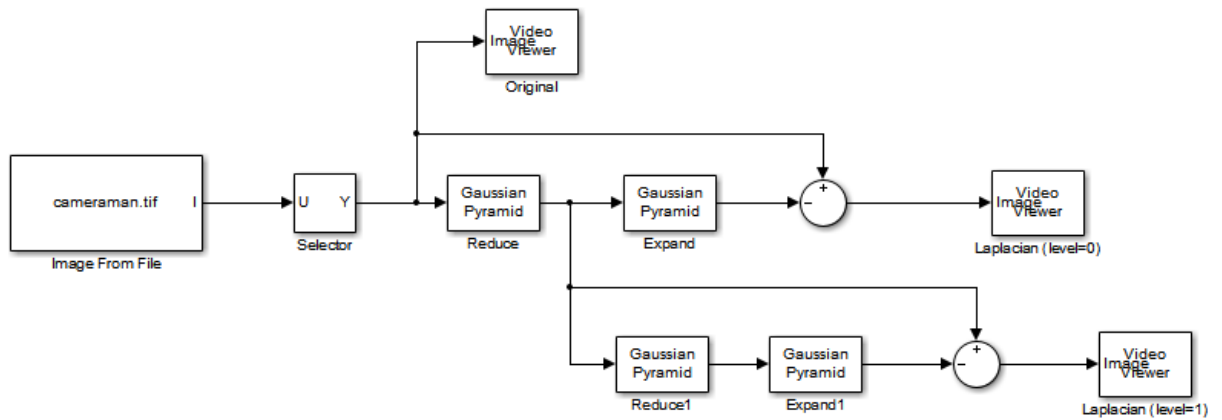 Video
Image
Viewer
Original
cameraman.tif
I
Image From File
U
Y
Selector
Gaussian
Pyramid
Reduce
Gaussian
Pyramid
Expand
+
−
Video
Image
Viewer
Laplacian (level=0)
Gaussian
Pyramid
Reduce1
Gaussian
Pyramid
Expand1
+
−
Video
Image
Viewer
Laplacian (level=1)